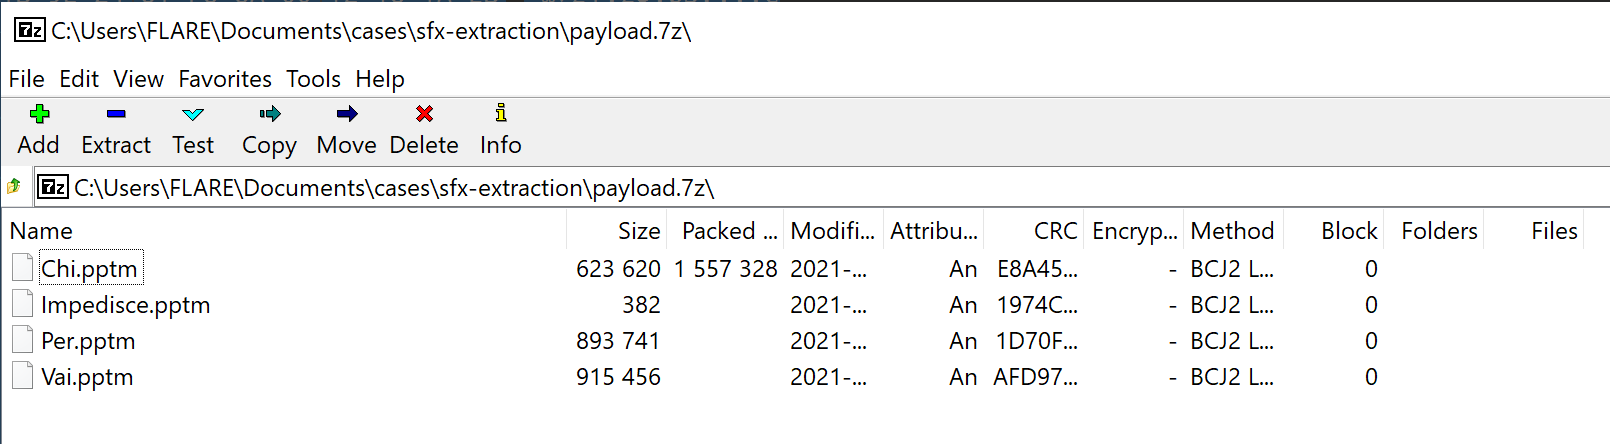 7z C:\Users\FLARE\Documents\cases\sfx-extraction\payload.7z\
File Edit View Favorites Tools Help
Add Extract Test Copy Move Delete Info
7z C:\Users\FLARE\Documents\cases\sfx-extraction\payload.7z\
Name Size Packed ... Modifi... Attribu... CRC Encryp... Method Block Folders Files
Chi.pptm 623 620 1 557 328 2021-... An E8A45... - BCJ2 L... 0
Impedisce.pptm 382 2021-... An 1974C... - BCJ2 L... 0
Per.pptm 893 741 2021-... An 1D70F... - BCJ2 L... 0
Vai.pptm 915 456 2021-... An AFD97... - BCJ2 L... 0